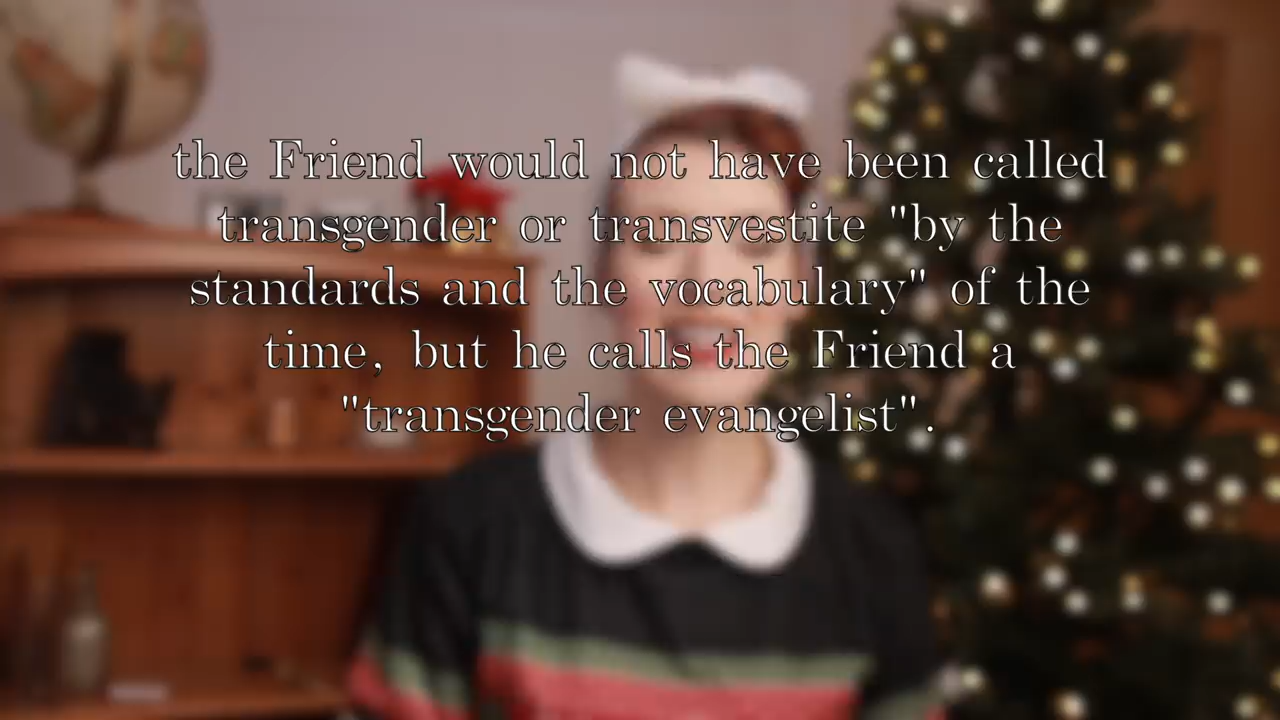 the Friend would not have been called
transgender or transvestite "by the
standards and the vocabulary" of the
time, but he calls the Friend a
"transgender evangelist".